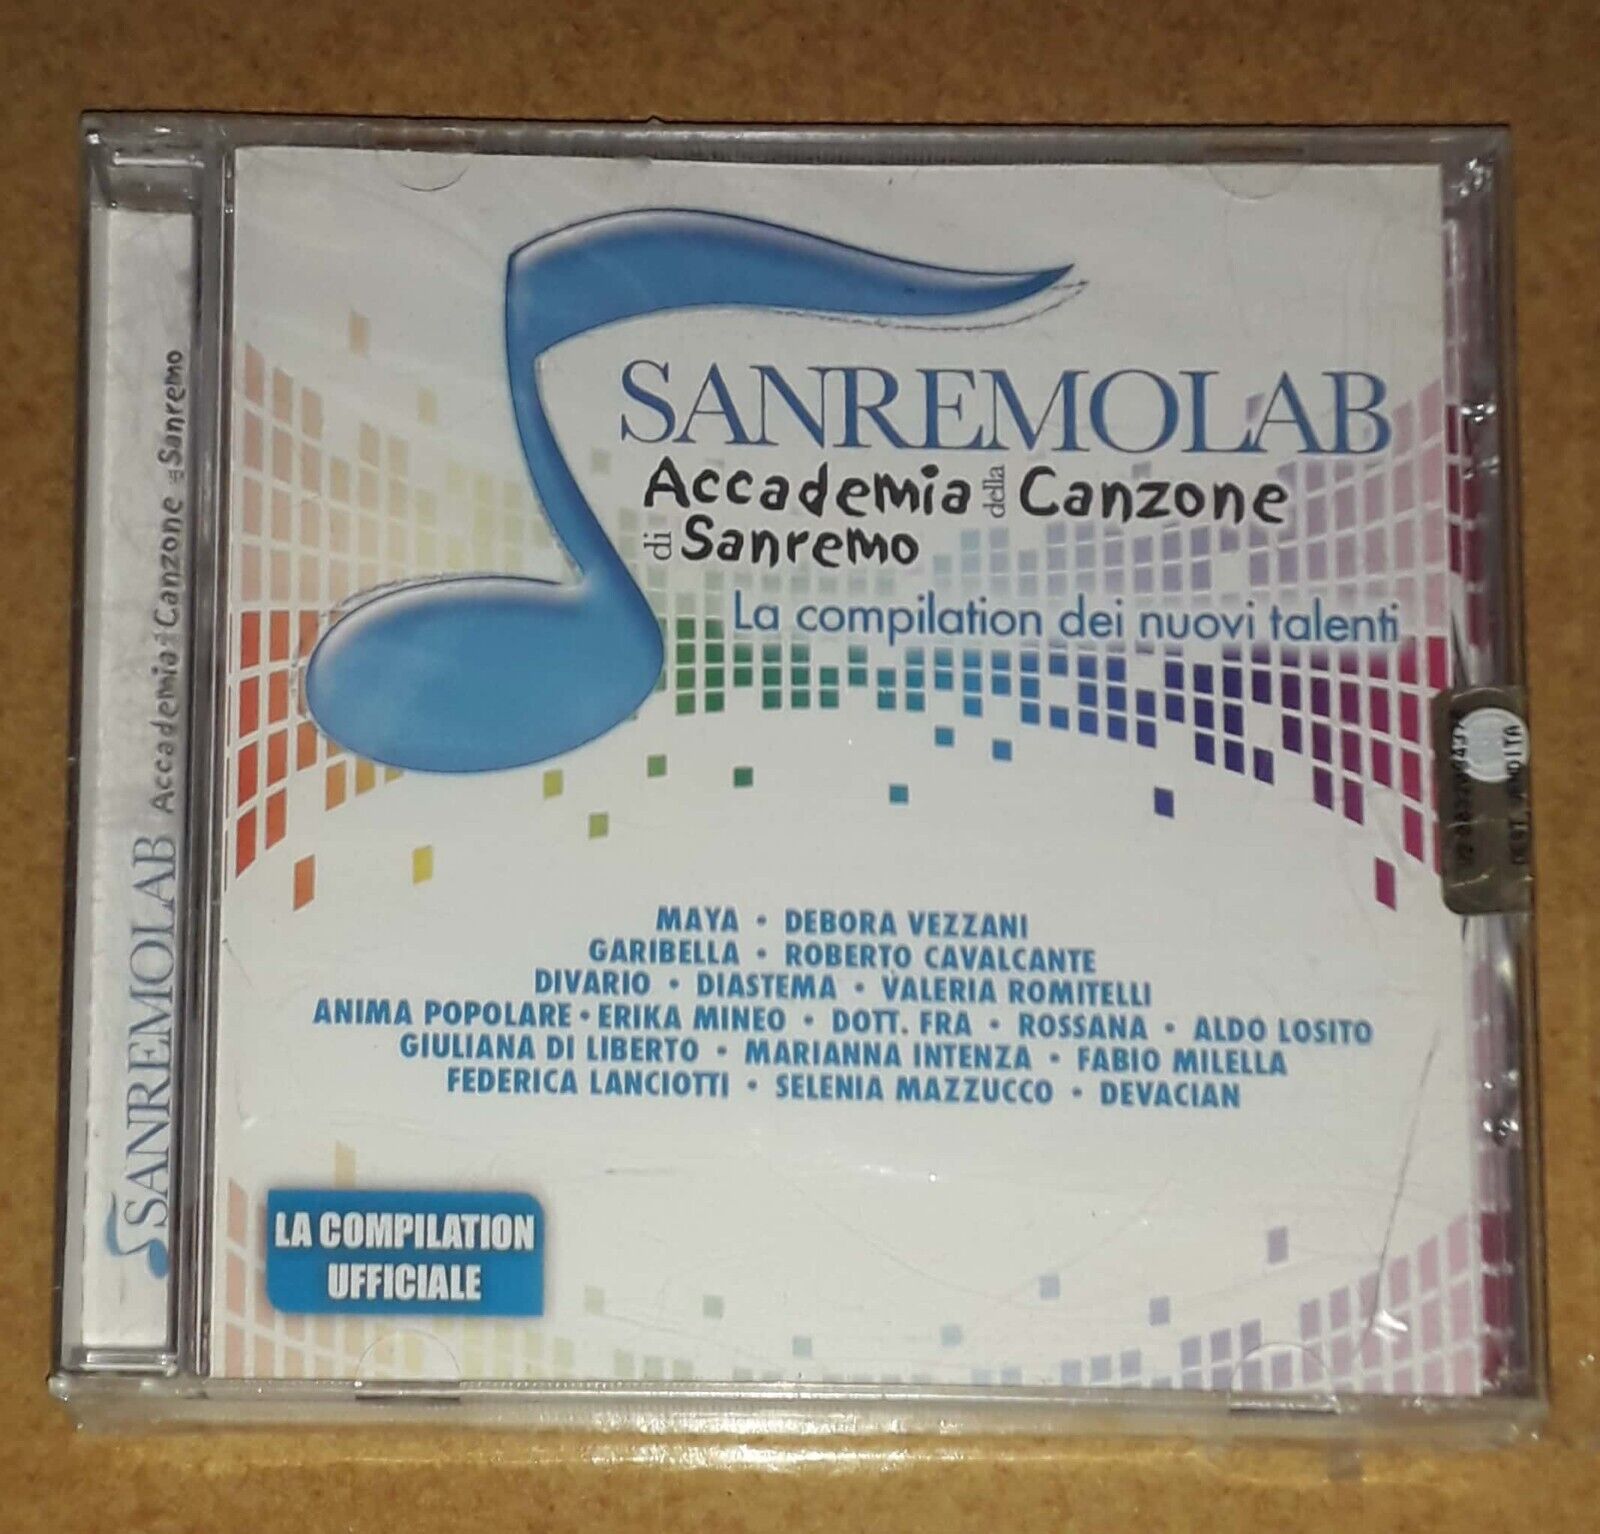 SANREMOLAB
Accademia della Canzone
di Sanremo
La compilation dei nuovi talenti
MAYA • DEBORA VEZZANI
GARIBELLA • ROBERTO CAVALCANTE
DIVARIO • DIASTEMA • VALERIA ROMITELLI
ANIMA POPOLARE • ERIKA MINEO • DOTT. FRA • ROSSANA • ALDO LOSITO
GIULIANA DI LIBERTO • MARIANNA INTENZA • FABIO MILELLA
FEDERICA LANCIOTTI • SELENIA MAZZUCCO • DEVACIAN
LA COMPILATION
UFFICIALE
SANREMOLAB Accademia della Canzone di Sanremo